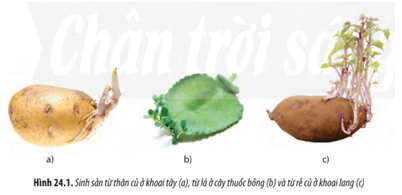 Chân trời sáng
a)
b)
c)
Hình 24.1. Sinh sản từ thân củ ở khoai tây (a), từ lá ở cây thuốc bỏng (b) và từ rễ củ ở khoai lang (c)